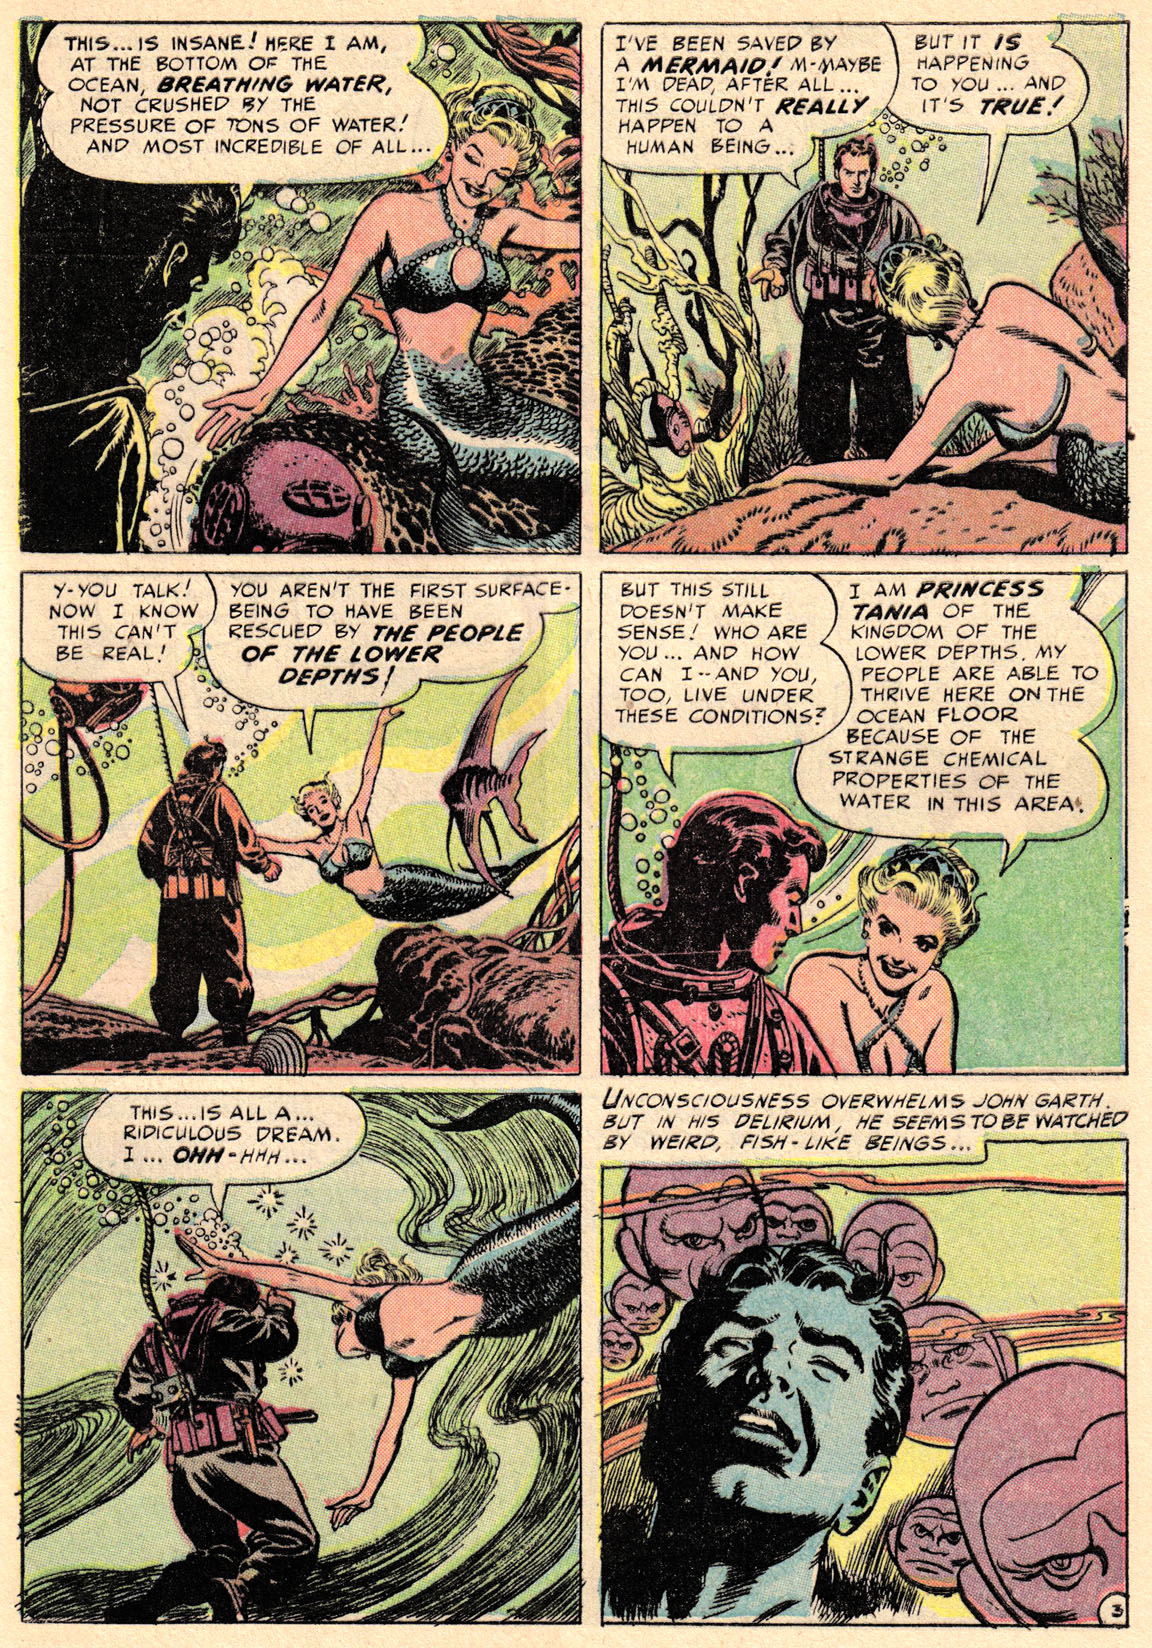 THIS...IS INSANE! HERE I AM,
AT THE BOTTOM OF THE
OCEAN, BREATHING WATER,
NOT CRUSHED BY THE
PRESSURE OF TONS OF WATER!
AND MOST INCREDIBLE OF ALL...
I'VE BEEN SAVED BY
A MERMAID! M-MAYBE
I'M DEAD, AFTER ALL...
THIS COULDN'T REALLY
HAPPEN TO A
HUMAN BEING...
BUT IT IS
HAPPENING
TO YOU... AND
IT'S TRUE!
Y-YOU TALK!
NOW I KNOW
THIS CAN'T
BE REAL!
YOU AREN'T THE FIRST SURFACE-
BEING TO HAVE BEEN
RESCUED BY THE PEOPLE
OF THE LOWER
DEPTHS!
BUT THIS STILL
DOESN'T MAKE
SENSE! WHO ARE
YOU... AND HOW
CAN I--AND YOU,
TOO, LIVE UNDER
THESE CONDITIONS?
I AM PRINCESS
TANIA OF THE
KINGDOM OF THE
LOWER DEPTHS. MY
PEOPLE ARE ABLE TO
THRIVE HERE ON THE
OCEAN FLOOR
BECAUSE OF THE
STRANGE CHEMICAL
PROPERTIES OF THE
WATER IN THIS AREA.
THIS...IS ALL A...
RIDICULOUS DREAM.
I... OHH-HHH...
UNCONSCIOUSNESS OVERWHELMS JOHN GARTH.
BUT IN HIS DELIRIUM, HE SEEMS TO BE WATCHED
BY WEIRD, FISH-LIKE BEINGS...
3